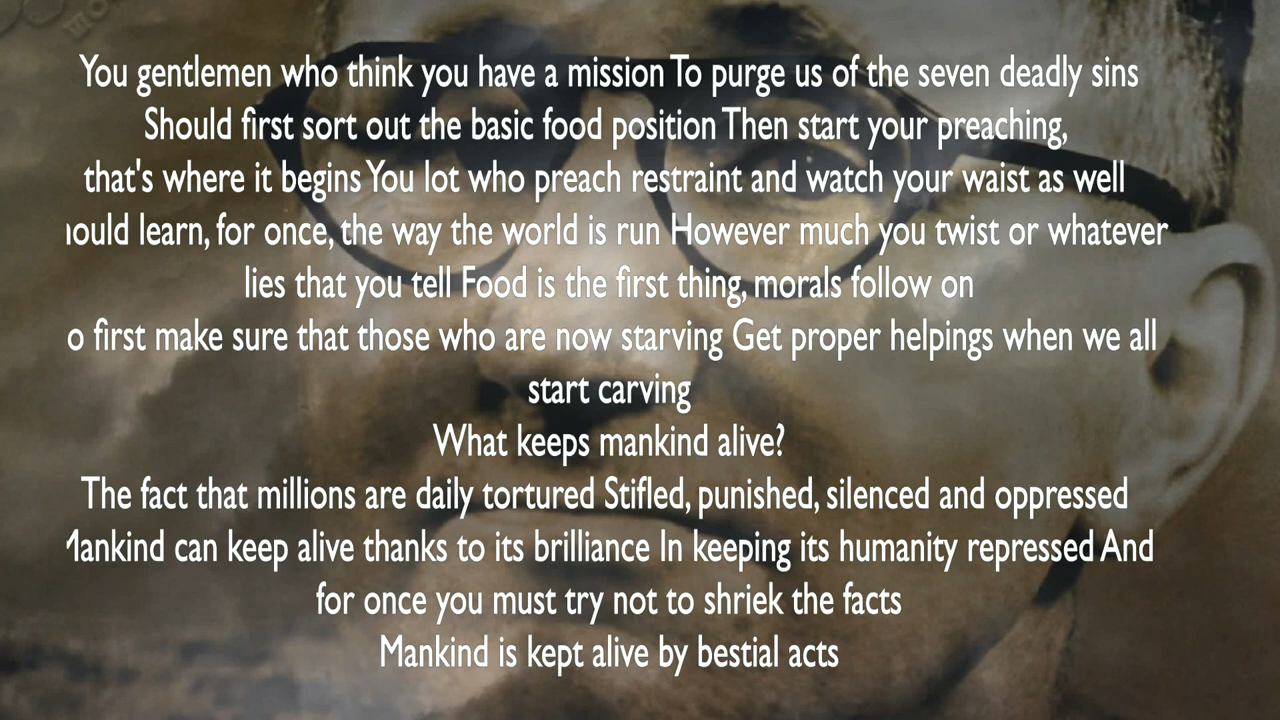 You gentlemen who think you have a mission To purge us of the seven deadly sins
Should first sort out the basic food position Then start your preaching,
that's where it begins You lot who preach restraint and watch your waist as well
ould learn, for once, the way the world is run However much you twist or whatever
lies that you tell Food is the first thing, morals follow on
o first make sure that those who are now starving Get proper helpings when we all
start carving
What keeps mankind alive?
The fact that millions are daily tortured Stifled, punished, silenced and oppressed
Mankind can keep alive thanks to its brilliance In keeping its humanity repressed And
for once you must try not to shriek the facts
Mankind is kept alive by bestial acts